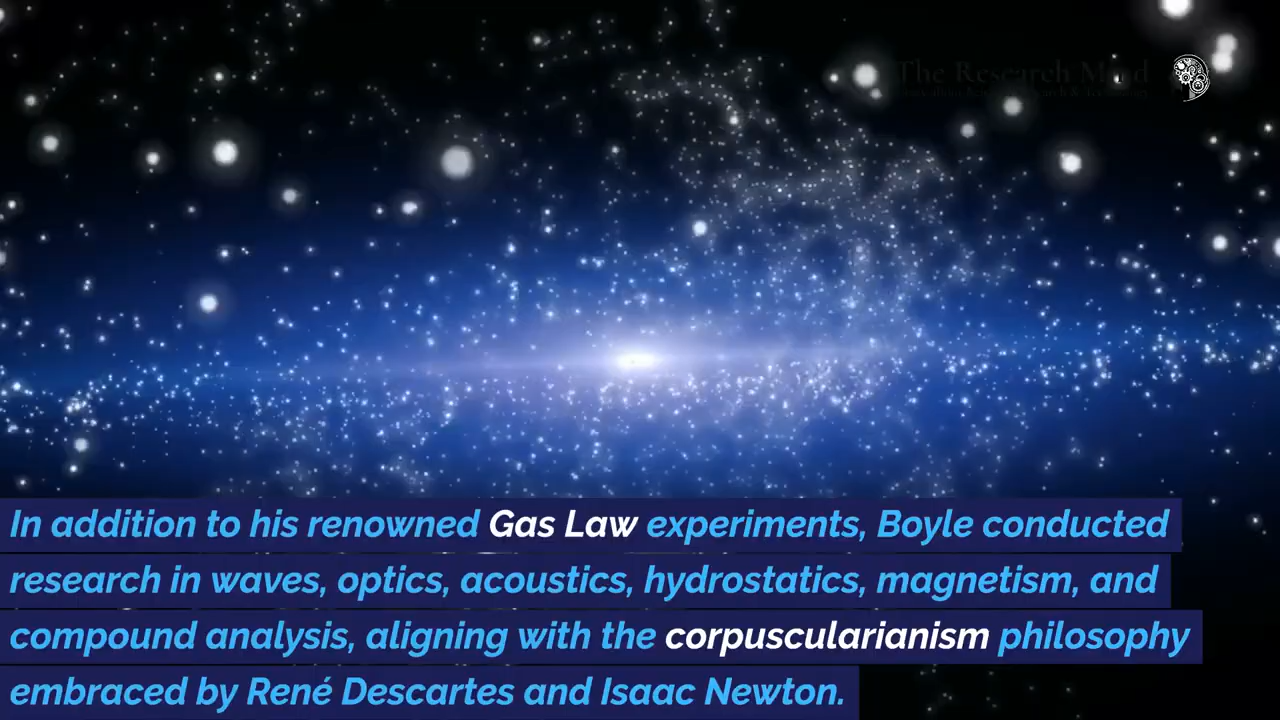 The Research Mind
In addition to his renowned Gas Law experiments, Boyle conducted
research in waves, optics, acoustics, hydrostatics, magnetism, and
compound analysis, aligning with the corpuscularianism philosophy
embraced by René Descartes and Isaac Newton.